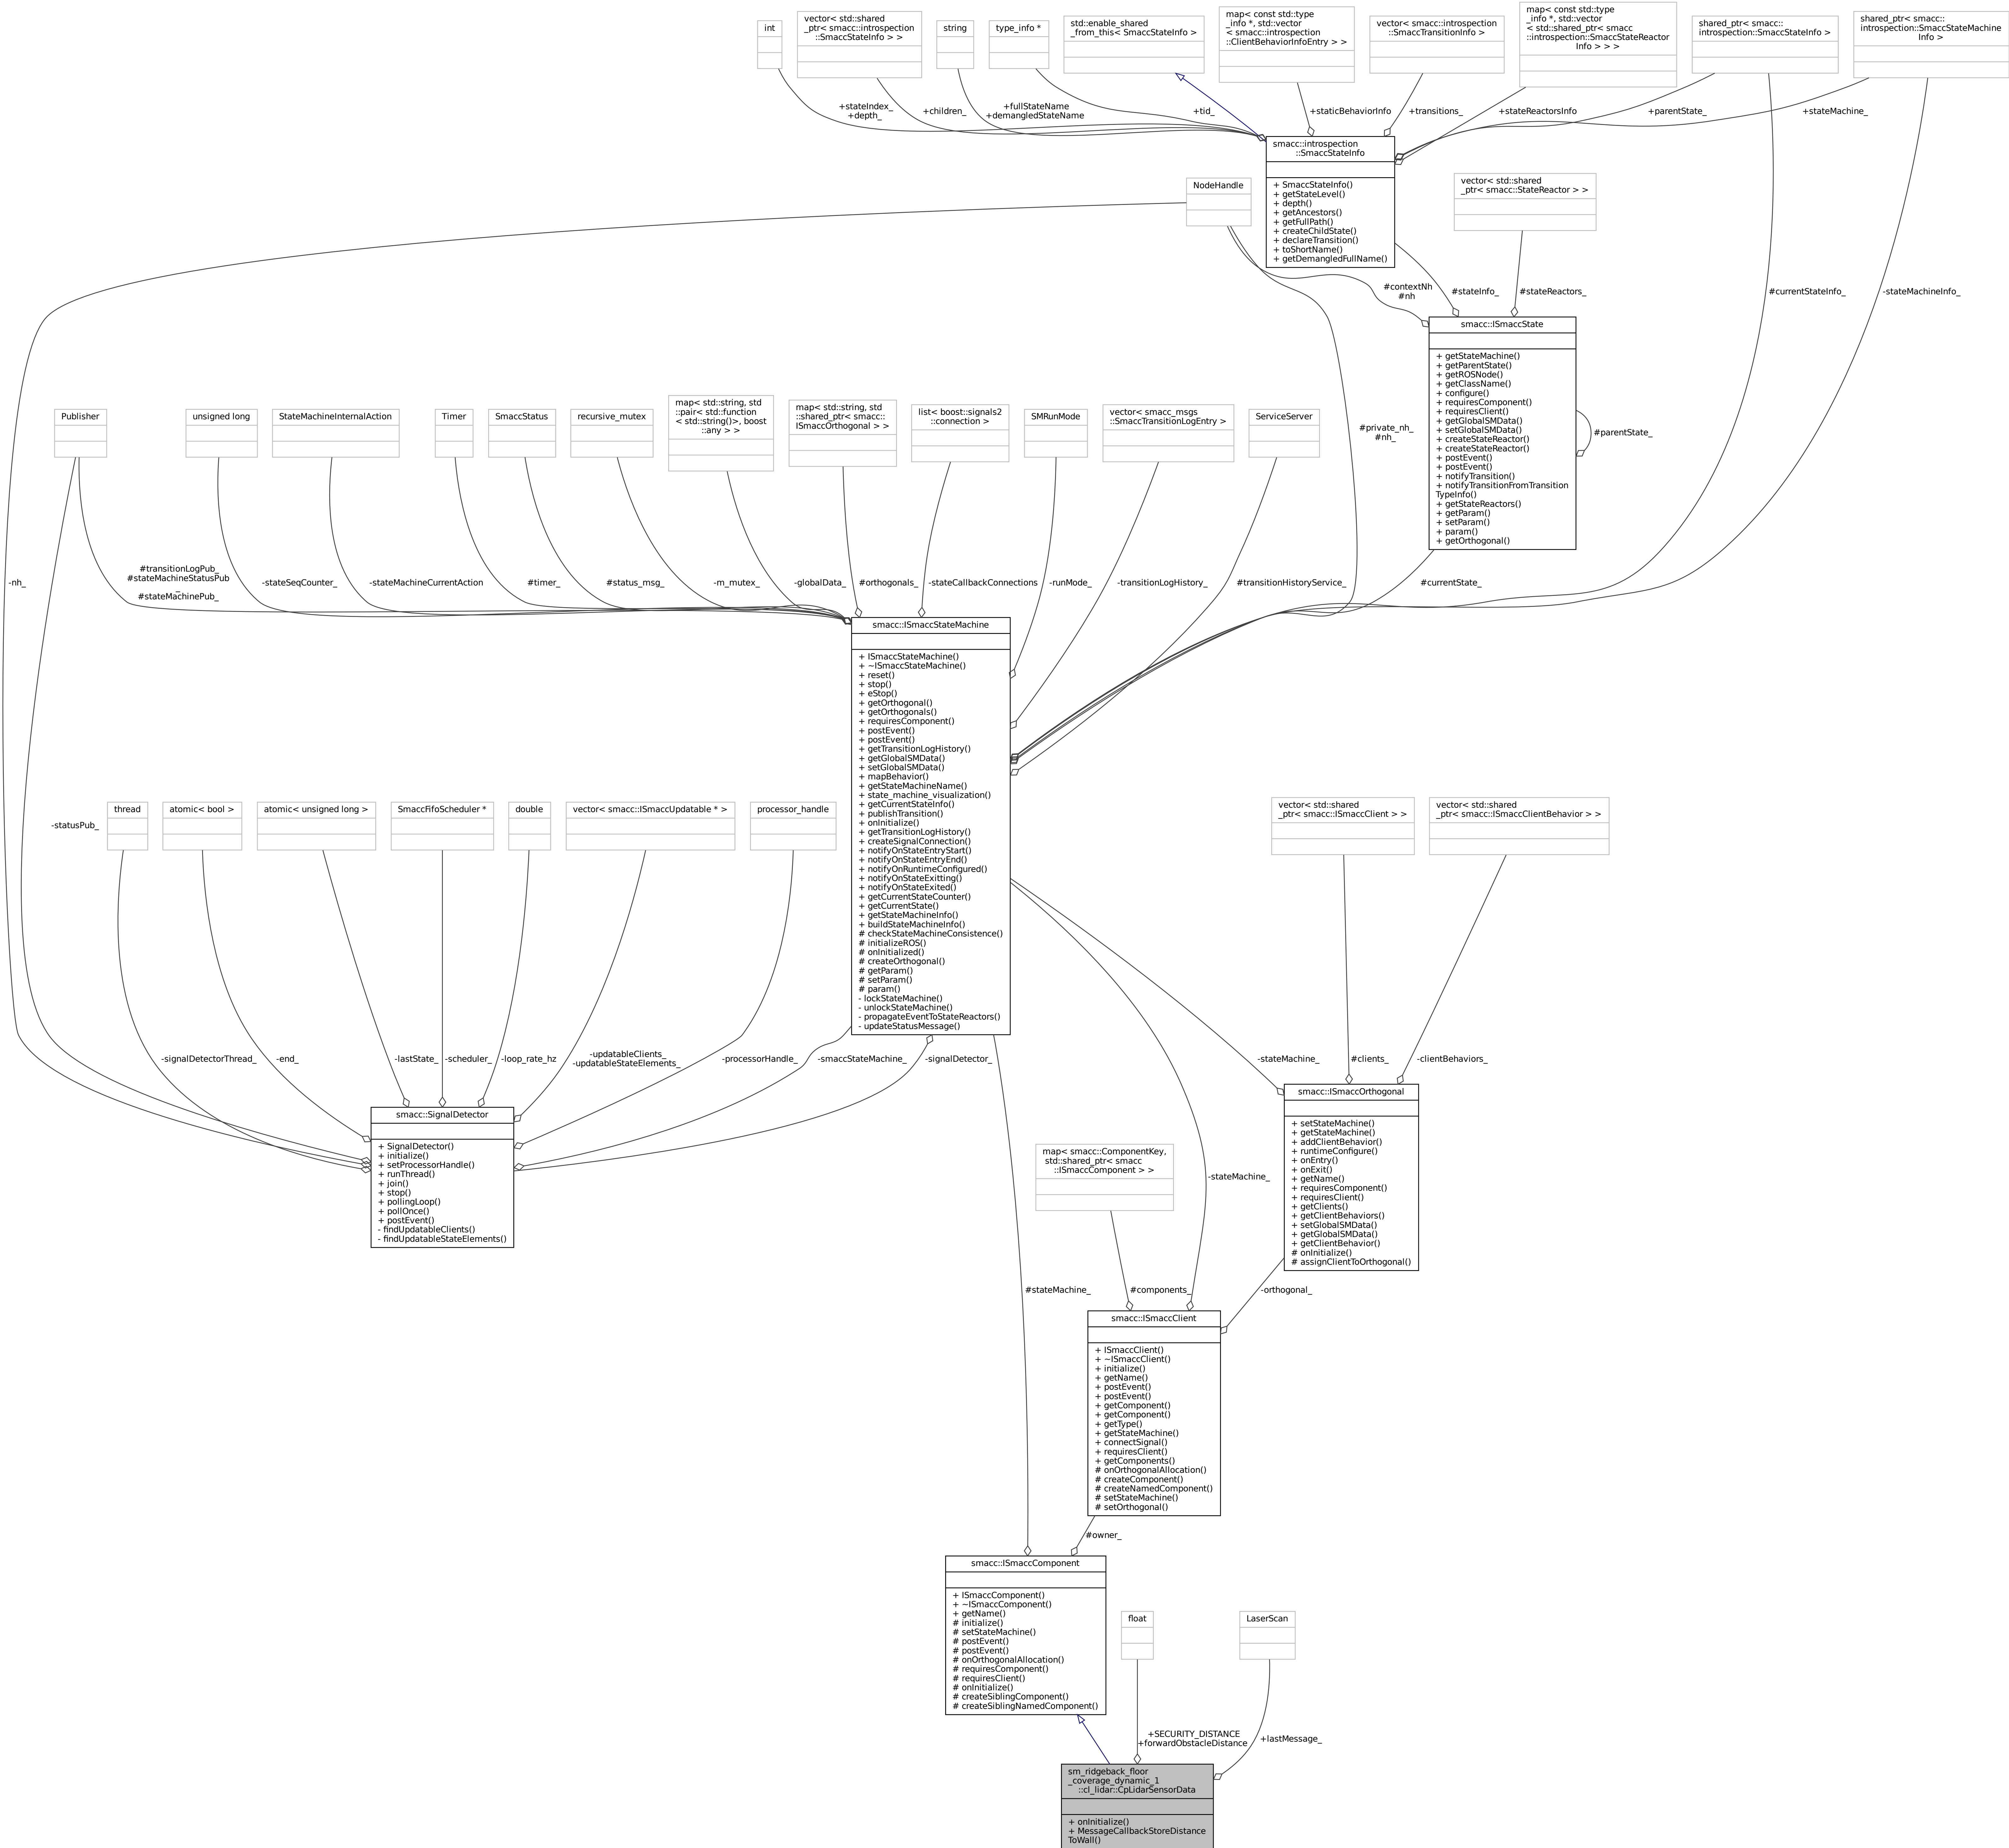 int
vector< std::shared
_ptr< smacc::introspection
::SmaccStateInfo > >
string
type_info *
std::enable_shared
_from_this< SmaccStateInfo >
map< const std::type
_info *, std::vector
< smacc::introspection
::ClientBehaviorInfoEntry > >
vector< smacc::introspection
::SmaccTransitionInfo >
map< const std::type
_info *, std::vector
< std::shared_ptr< smacc
::introspection::SmaccStateReactor
Info > > >
shared_ptr< smacc::
introspection::SmaccStateInfo >
shared_ptr< smacc::
introspection::SmaccStateMachine
Info >
+stateIndex_
+depth_
+children_
+fullStateName
+demangledStateName
+tid_
+staticBehaviorInfo
+transitions_
+stateReactorsInfo
+parentState_
+stateMachine_
smacc::introspection
::SmaccStateInfo
+ SmaccStateInfo()
+ getStateLevel()
+ depth()
+ getAncestors()
+ getFullPath()
+ createChildState()
+ declareTransition()
+ toShortName()
+ getDemangledFullName()
NodeHandle
vector< std::shared
_ptr< smacc::StateReactor > >
#contextNh
#nh
#stateInfo_
#stateReactors_
#currentStateInfo_
-stateMachineInfo_
smacc::ISmaccState
+ getStateMachine()
+ getParentState()
+ getROSNode()
+ getClassName()
+ configure()
+ requiresComponent()
+ requiresClient()
+ getGlobalSMData()
+ setGlobalSMData()
+ createStateReactor()
+ createStateReactor()
+ postEvent()
+ postEvent()
+ notifyTransition()
+ notifyTransitionFromTransition
TypeInfo()
+ getStateReactors()
+ getParam()
+ setParam()
+ param()
+ getOrthogonal()
#parentState_
Publisher
unsigned long
StateMachineInternalAction
Timer
SmaccStatus
recursive_mutex
map< std::string, std
::pair< std::function
< std::string()>, boost
::any > >
map< std::string, std
::shared_ptr< smacc::
ISmaccOrthogonal > >
list< boost::signals2
::connection >
SMRunMode
vector< smacc_msgs
::SmaccTransitionLogEntry >
ServiceServer
#private_nh_
#nh_
-nh_
#transitionLogPub_
#stateMachineStatusPub
_
#stateMachinePub_
-stateSeqCounter_
-stateMachineCurrentAction
#timer_
#status_msg_
-m_mutex_
-globalData_
#orthogonals_
-stateCallbackConnections
-runMode_
-transitionLogHistory_
#transitionHistoryService_
#currentState_
smacc::ISmaccStateMachine
+ ISmaccStateMachine()
+ ~ISmaccStateMachine()
+ reset()
+ stop()
+ eStop()
+ getOrthogonal()
+ getOrthogonals()
+ requiresComponent()
+ postEvent()
+ postEvent()
+ getTransitionLogHistory()
+ getGlobalSMData()
+ setGlobalSMData()
+ mapBehavior()
+ getStateMachineName()
+ state_machine_visualization()
+ getCurrentStateInfo()
+ publishTransition()
+ onInitialize()
+ getTransitionLogHistory()
+ createSignalConnection()
+ notifyOnStateEntryStart()
+ notifyOnStateEntryEnd()
+ notifyOnRuntimeConfigured()
+ notifyOnStateExitting()
+ notifyOnStateExited()
+ getCurrentStateCounter()
+ getCurrentState()
+ getStateMachineInfo()
+ buildStateMachineInfo()
# checkStateMachineConsistence()
# initializeROS()
# onInitialized()
# createOrthogonal()
# getParam()
# setParam()
# param()
- lockStateMachine()
- unlockStateMachine()
- propagateEventToStateReactors()
- updateStatusMessage()
-statusPub_
thread
atomic< bool >
atomic< unsigned long >
SmaccFifoScheduler *
double
vector< smacc::ISmaccUpdatable * >
processor_handle
vector< std::shared
_ptr< smacc::ISmaccClient > >
vector< std::shared
_ptr< smacc::ISmaccClientBehavior > >
-signalDetectorThread_
-end_
-lastState_
-scheduler_
-loop_rate_hz
-updatableClients_
-updatableStateElements_
-processorHandle_
-smaccStateMachine_
-signalDetector_
-stateMachine_
#clients_
-clientBehaviors_
smacc::SignalDetector
+ SignalDetector()
+ initialize()
+ setProcessorHandle()
+ runThread()
+ join()
+ stop()
+ pollingLoop()
+ pollOnce()
+ postEvent()
- findUpdatableClients()
- findUpdatableStateElements()
smacc::ISmaccOrthogonal
+ setStateMachine()
+ getStateMachine()
+ addClientBehavior()
+ runtimeConfigure()
+ onEntry()
+ onExit()
+ getName()
+ requiresComponent()
+ requiresClient()
+ getClients()
+ getClientBehaviors()
+ setGlobalSMData()
+ getGlobalSMData()
+ getClientBehavior()
# onInitialize()
# assignClientToOrthogonal()
map< smacc::ComponentKey,
std::shared_ptr< smacc
::ISmaccComponent > >
-stateMachine_
#stateMachine_
#components_
-orthogonal_
smacc::ISmaccClient
+ ISmaccClient()
+ ~ISmaccClient()
+ initialize()
+ getName()
+ postEvent()
+ postEvent()
+ getComponent()
+ getComponent()
+ getType()
+ getStateMachine()
+ connectSignal()
+ requiresClient()
+ getComponents()
# onOrthogonalAllocation()
# createComponent()
# createNamedComponent()
# setStateMachine()
# setOrthogonal()
#owner_
smacc::ISmaccComponent
+ ISmaccComponent()
+ ~ISmaccComponent()
+ getName()
# initialize()
# setStateMachine()
# postEvent()
# postEvent()
# onOrthogonalAllocation()
# requiresComponent()
# requiresClient()
# onInitialize()
# createSiblingComponent()
# createSiblingNamedComponent()
float
LaserScan
+SECURITY_DISTANCE
+forwardObstacleDistance
+lastMessage_
sm_ridgeback_floor
_coverage_dynamic_1
::cl_lidar::CpLidarSensorData
+ onInitialize()
+ MessageCallbackStoreDistance
ToWall()